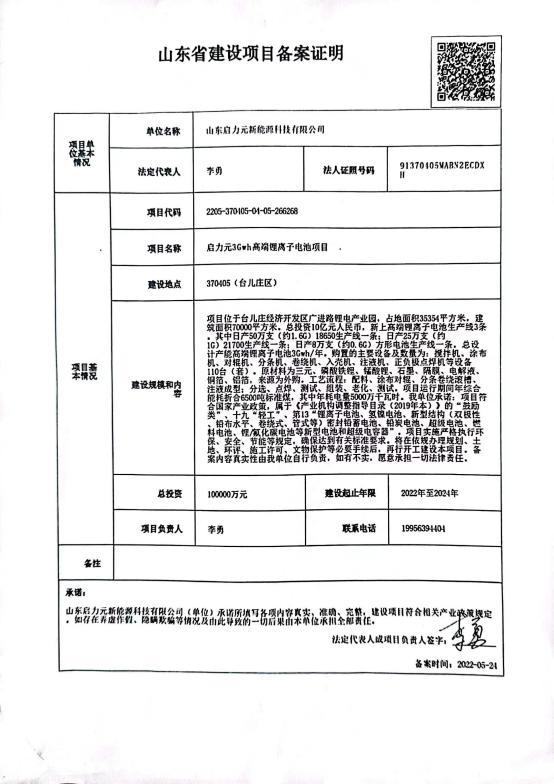 山东省建设项目备案证明
项目单
位基本
情况
单位名称
山东启力元新能源科技有限公司
法定代表人
李勇
法人证照号码
91370405MABN2ECDX
H
项目基
本情况
项目代码
2205-370405-04-05-266268
项目名称
启力元3Gwh高端锂离子电池项目
建设地点
370405（台儿庄区）
建设规模和内
容
项目位于台儿庄经济开发区广进路锂电产业园，占地面积35354平方米，建
筑面积70000平方米。总投资10亿元人民币，新上高端锂离子电池生产线3条
，其中日产50万支（约1.6G）18650生产线一条；日产25万支（约
1G）21700生产线一条；日产8万支（约0.6G）方形电池生产线一条。总设
计产能高端锂离子电池3Gwh/年。购置的主要设备及数量为：搅拌机、涂布
机、对辊机、分条机、卷绕机、入壳机、注液机、正负极点焊机等设备
110台（套）。原材料为三元、磷酸铁锂、锰酸锂、石墨、隔膜、电解液、
铜箔、铝箔，来源为外购。工艺流程：配料、涂布对辊、分条卷绕滚槽、
注液成型；分选、点焊、测试、组装、老化、测试。项目运行期间年综合
能耗折合6500吨标准煤，其中年耗电量5000万千瓦时。我单位承诺：项目符
合国家产业政策，属于《产业机构调整指导目录（2019年本）》的“鼓励
类”、十九“轻工”、第13“锂离子电池、氢镍电池、新型结构（双极性
、铅布水平、卷绕式、管式等）密封铅蓄电池、铅炭电池、超级电池、燃
料电池、锂/氟化碳电池等新型电池和超级电容器”。项目实施严格执行环
保、安全、节能等规定，确保达到有关标准要求。将在依规办理规划、土
地、环评、施工许可、文物保护等必要手续后，再行开工建设本项目。备
案内容真实性由我单位自行负责，如有不实，愿意承担一切法律责任。
总投资
100000万元
建设起止年限
2022年至2024年
项目负责人
李勇
联系电话
19956394404
备注
承诺：
山东启力元新能源科技有限公司（单位）承诺所填写各项内容真实、准确、完整，建设项目符合相关产业政策规定
。如存在弄虚作假、隐瞒欺骗等情况及由此导致的一切后果由本单位承担全部责任。
法定代表人或项目负责人签字：李勇
备案时间：2022-05-24